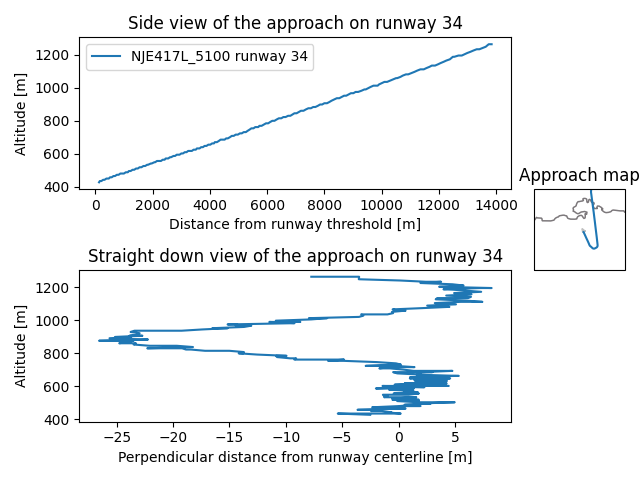 Side view of the approach on runway 34
Altitude [m]
1200
1000
800
600
400
NJE417L_5100 runway 34
0 2000 4000 6000 8000 10000 12000 14000
Distance from runway threshold [m]
Approach map
Straight down view of the approach on runway 34
Altitude [m]
1200
1000
800
600
400
−25 −20 −15 −10 −5 0 5
Perpendicular distance from runway centerline [m]